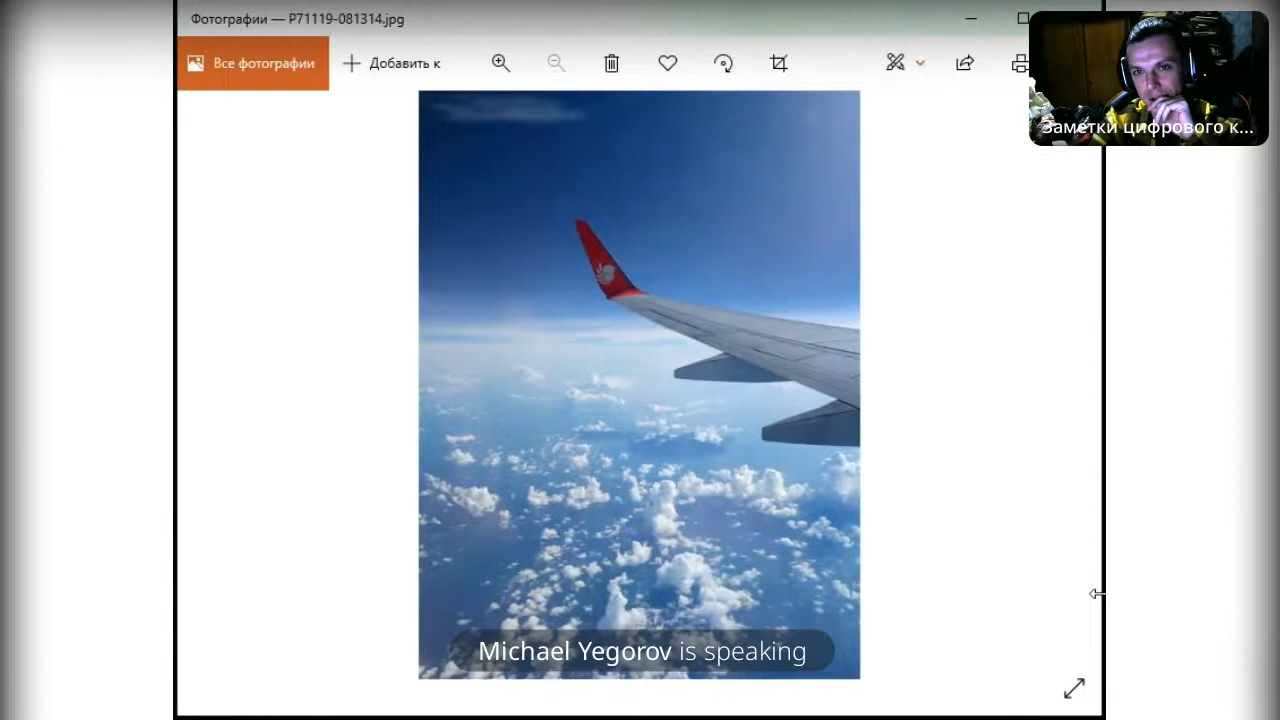 Фотографии — P71119-081314.jpg
Все фотографии
Добавить к
Заметки цифрового к...
Michael Yegorov is speaking